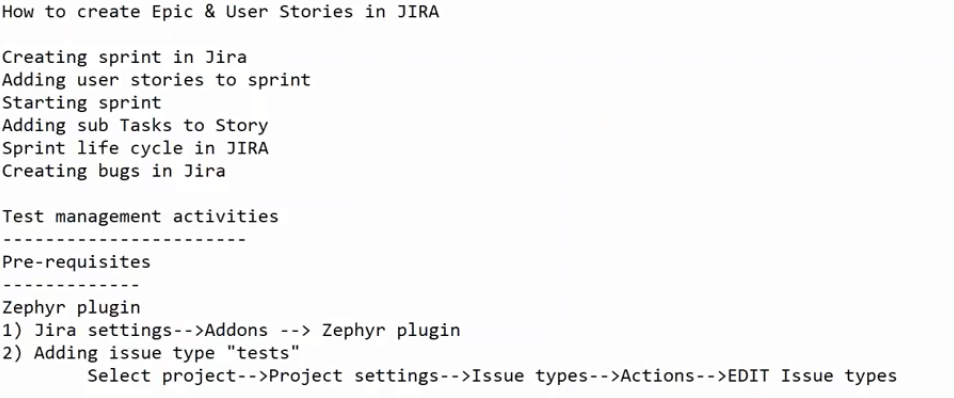 How to create Epic & User Stories in JIRA
Creating sprint in Jira
Adding user stories to sprint
Starting sprint
Adding sub Tasks to Story
Sprint life cycle in JIRA
Creating bugs in Jira
Test management activities
-----------------------
Pre-requisites
-------------
Zephyr plugin
1) Jira settings-->Addons --> Zephyr plugin
2) Adding issue type "tests"
Select project-->Project settings-->Issue types-->Actions-->EDIT Issue types